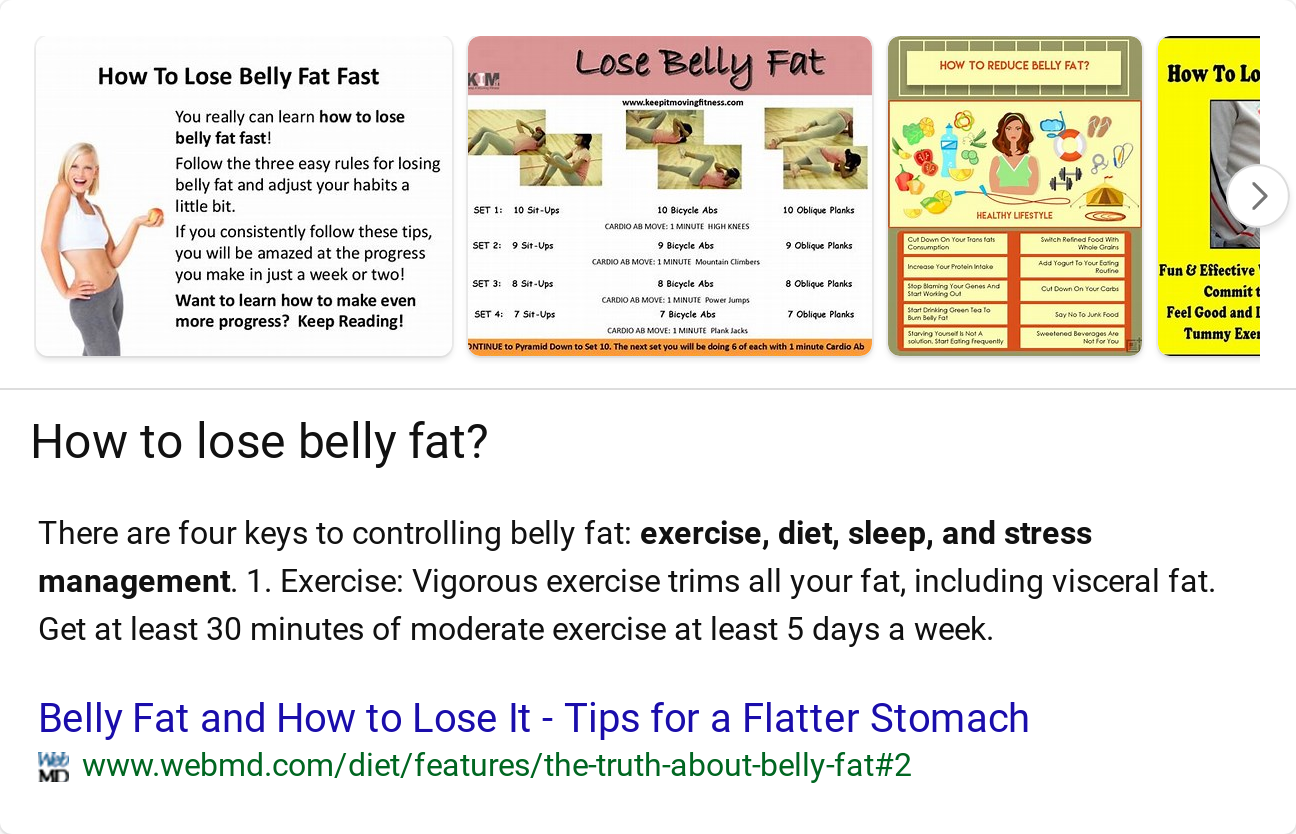 How To Lose Belly Fat Fast
You really can learn how to lose
belly fat fast!
Follow the three easy rules for losing
belly fat and adjust your habits a
little bit.
If you consistently follow these tips,
you will be amazed at the progress
you make in just a week or two!
Want to learn how to make even
more progress?  Keep Reading!
KIM
Lose Belly Fat
www.keepitmovingfitness.com
SET 1: 10 Sit-Ups 10 Bicycle Abs 10 Oblique Planks
CARDIO AB MOVE: 1 MINUTE HIGH KNEES
SET 2: 9 Sit-Ups 9 Bicycle Abs 9 Oblique Planks
CARDIO AB MOVE: 1 MINUTE Mountain Climbers
SET 3: 8 Sit-Ups 8 Bicycle Abs 8 Oblique Planks
CARDIO AB MOVE: 1 MINUTE Power Jumps
SET 4: 7 Sit-Ups 7 Bicycle Abs 7 Oblique Planks
CARDIO AB MOVE: 1 MINUTE Plank Jacks
ONTINUE to Pyramid Down to Set 10. The next set you will be doing 6 of each with 1 minute Cardio Ab
HOW TO REDUCE BELLY FAT?
HEALTHY LIFESTYLE
Cut Down On Your Trans fats
Consumption
Switch Refined Food With
Whole Grains
Increase Your Protein Intake
Add Yogurt To Your Eating
Routine
Stop Blaming Your Genes And
Start Working Out
Cut Down On Your Carbs
Start Drinking Green Tea To
Burn Belly Fat
Say No To Junk Food
Starving Yourself Is Not A
solution, Start Eating Frequently
Sweetened Beverages Are
Not For You
How To Lo
Fun & Effective
Commit t
Feel Good and
Tummy Exer
How to lose belly fat?
There are four keys to controlling belly fat: exercise, diet, sleep, and stress
management. 1. Exercise: Vigorous exercise trims all your fat, including visceral fat.
Get at least 30 minutes of moderate exercise at least 5 days a week.
Belly Fat and How to Lose It - Tips for a Flatter Stomach
Web
MD
www.webmd.com/diet/features/the-truth-about-belly-fat#2